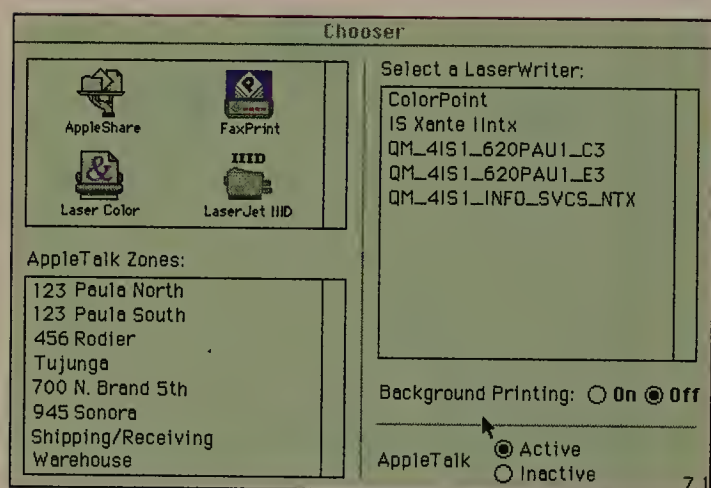 Chooser
AppleShare
FaxPrint
Laser Color
IIID
LaserJet IIID
AppleTalk Zones:
123 Paula North
123 Paula South
456 Rodier
Tujunga
700 N. Brand 5th
945 Sonora
Shipping/Receiving
Warehouse
Select a LaserWriter:
ColorPoint
IS Xante IIntx
QM_4IS1_620PAU1_C3
QM_4IS1_620PAU1_E3
QM_4IS1_INFO_SVCS_NTX
Background Printing: On Off
AppleTalk Active
Inactive
7.1